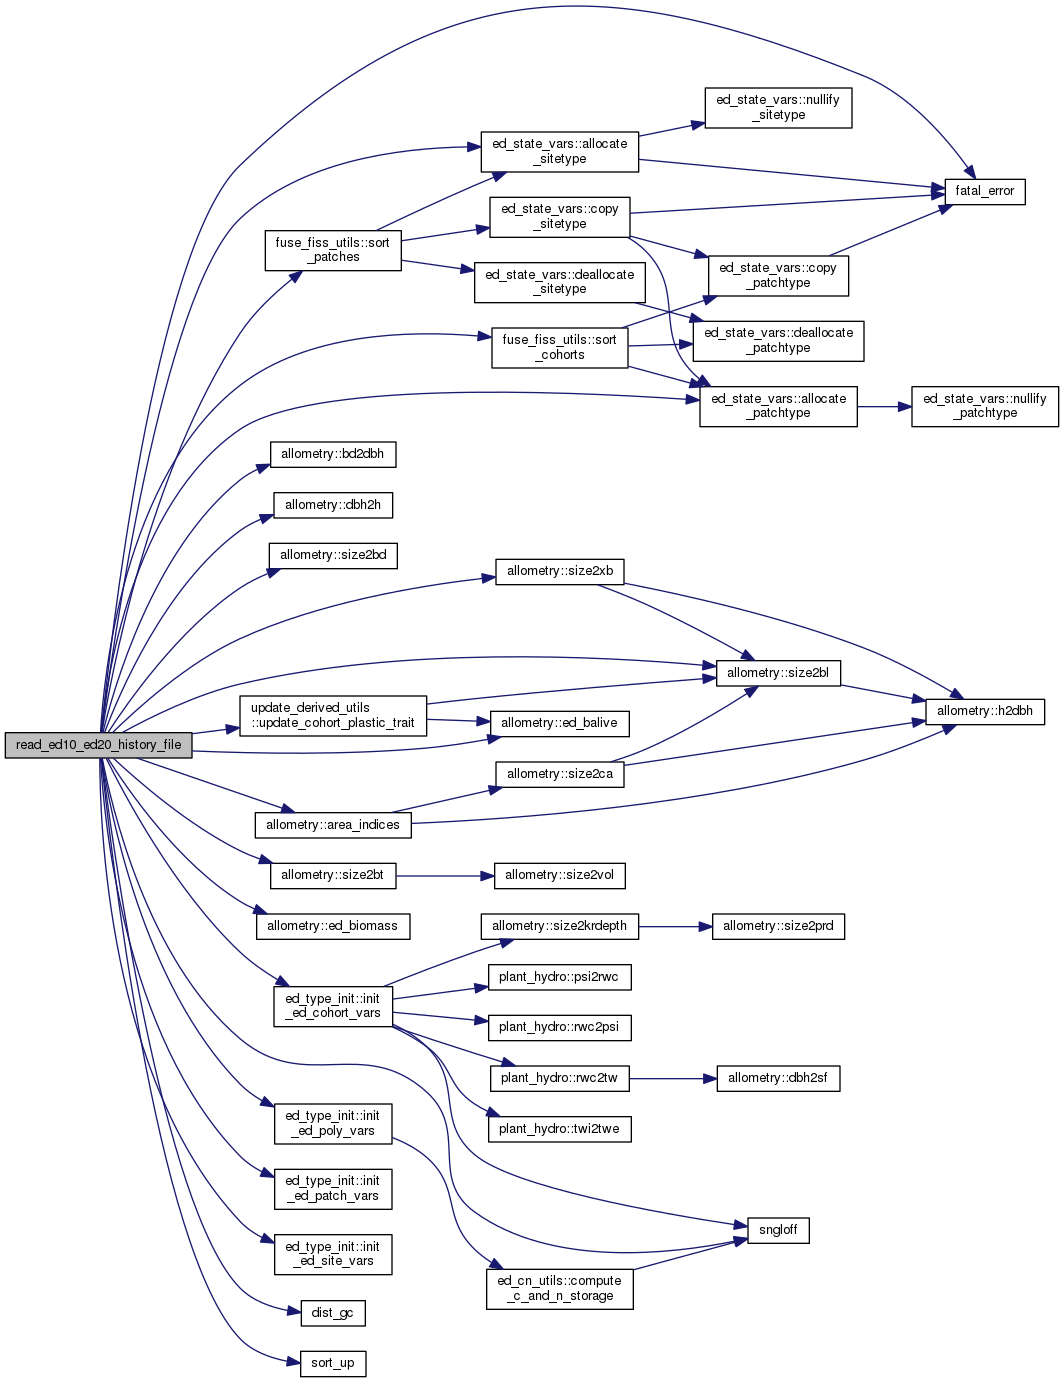 ed_state_vars::nullify
_sitetype
ed_state_vars::allocate
_sitetype
fatal_error
ed_state_vars::copy
_sitetype
fuse_fiss_utils::sort
_patches
ed_state_vars::copy
_patchtype
ed_state_vars::deallocate
_sitetype
ed_state_vars::deallocate
_patchtype
fuse_fiss_utils::sort
_cohorts
ed_state_vars::allocate
_patchtype
ed_state_vars::nullify
_patchtype
allometry::bd2dbh
allometry::dbh2h
allometry::size2bd
allometry::size2xb
allometry::size2bl
update_derived_utils
::update_cohort_plastic_trait
allometry::h2dbh
allometry::ed_balive
read_ed10_ed20_history_file
allometry::size2ca
allometry::area_indices
allometry::size2bt
allometry::size2vol
allometry::ed_biomass
allometry::size2krdepth
allometry::size2prd
plant_hydro::psi2rwc
ed_type_init::init
_ed_cohort_vars
plant_hydro::rwc2psi
plant_hydro::rwc2tw
allometry::dbh2sf
ed_type_init::init
_ed_poly_vars
plant_hydro::twi2twe
ed_type_init::init
_ed_patch_vars
sngloff
ed_type_init::init
_ed_site_vars
ed_cn_utils::compute
_c_and_n_storage
dist_gc
sort_up